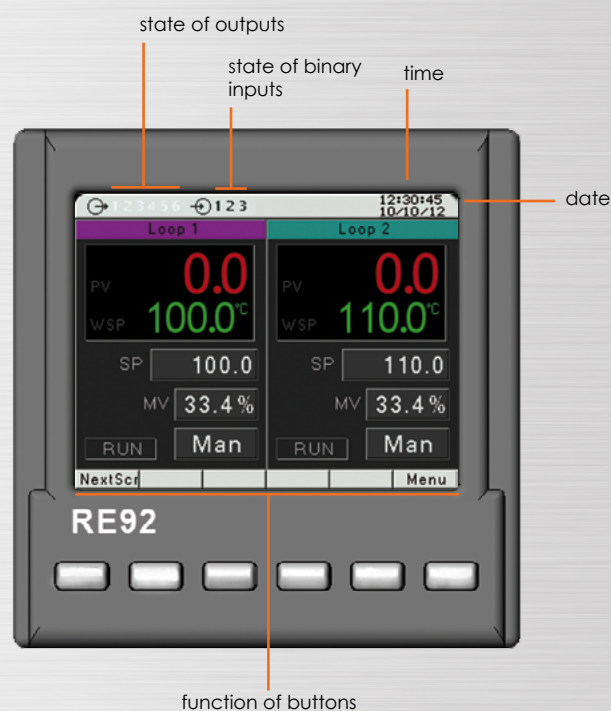 state of outputs
state of binary
inputs
time
date
123456
123
12:30:45
10/10/12
Loop 1
Loop 2
PV 0.0
WSP 100.0°C
PV 0.0
WSP 110.0°C
SP 100.0
MV 33.4%
RUN Man
SP 110.0
MV 33.4%
RUN Man
NextScr
Menu
RE92
function of buttons